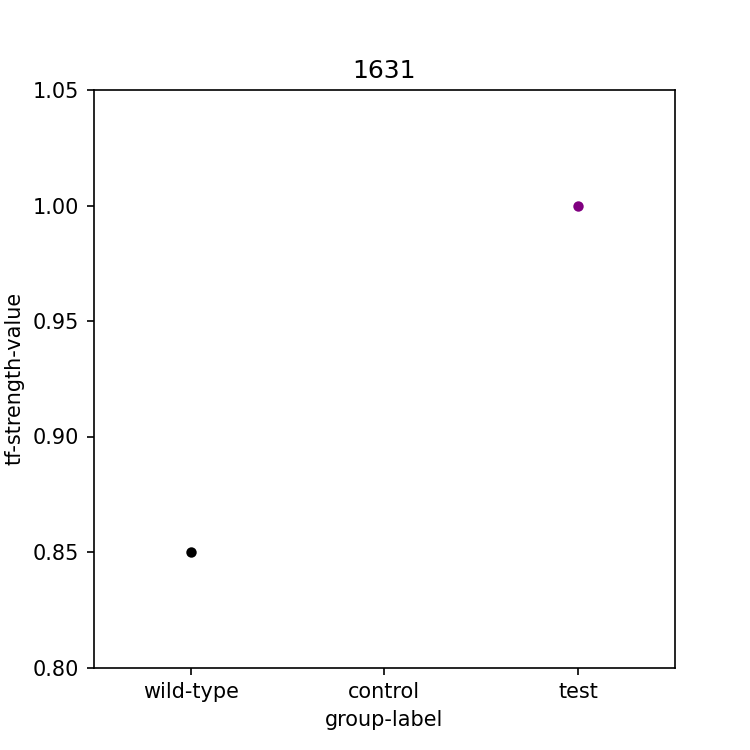 1631
1.05
1.00
0.95
0.90
0.85
0.80
tf-strength-value
wild-type control test
group-label